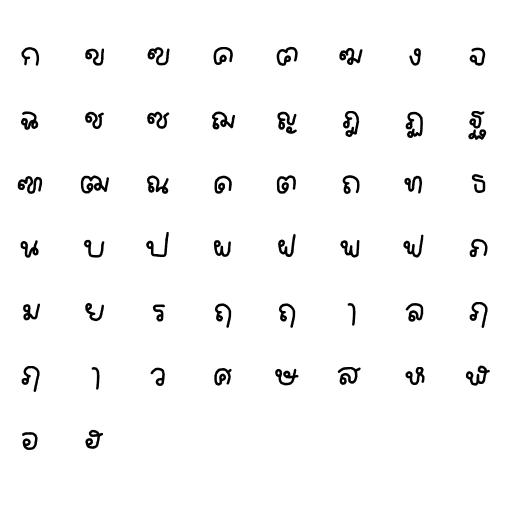 ก ข ฃ ค ฅ ฆ ง จ
ฉ ช ซ ฌ ญ ฎ ฏ ฐ
ฑ ฒ ณ ด ต ถ ท ธ
น บ ป ผ ฝ พ ฟ ภ
ม ย ร ฤ ฤ ๅ ล ฦ
ฦ ๅ ว ศ ษ ส ห ฬ
อ ฮ